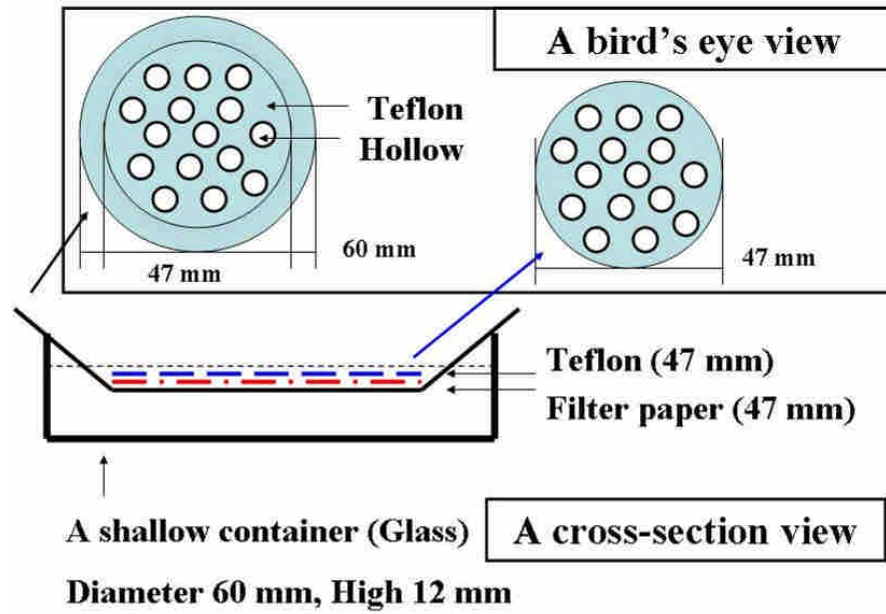 A bird's eye view
Teflon
Hollow
60 mm
47 mm
47 mm
Teflon (47 mm)
Filter paper (47 mm)
A shallow container (Glass)
A cross-section view
Diameter 60 mm, High 12 mm